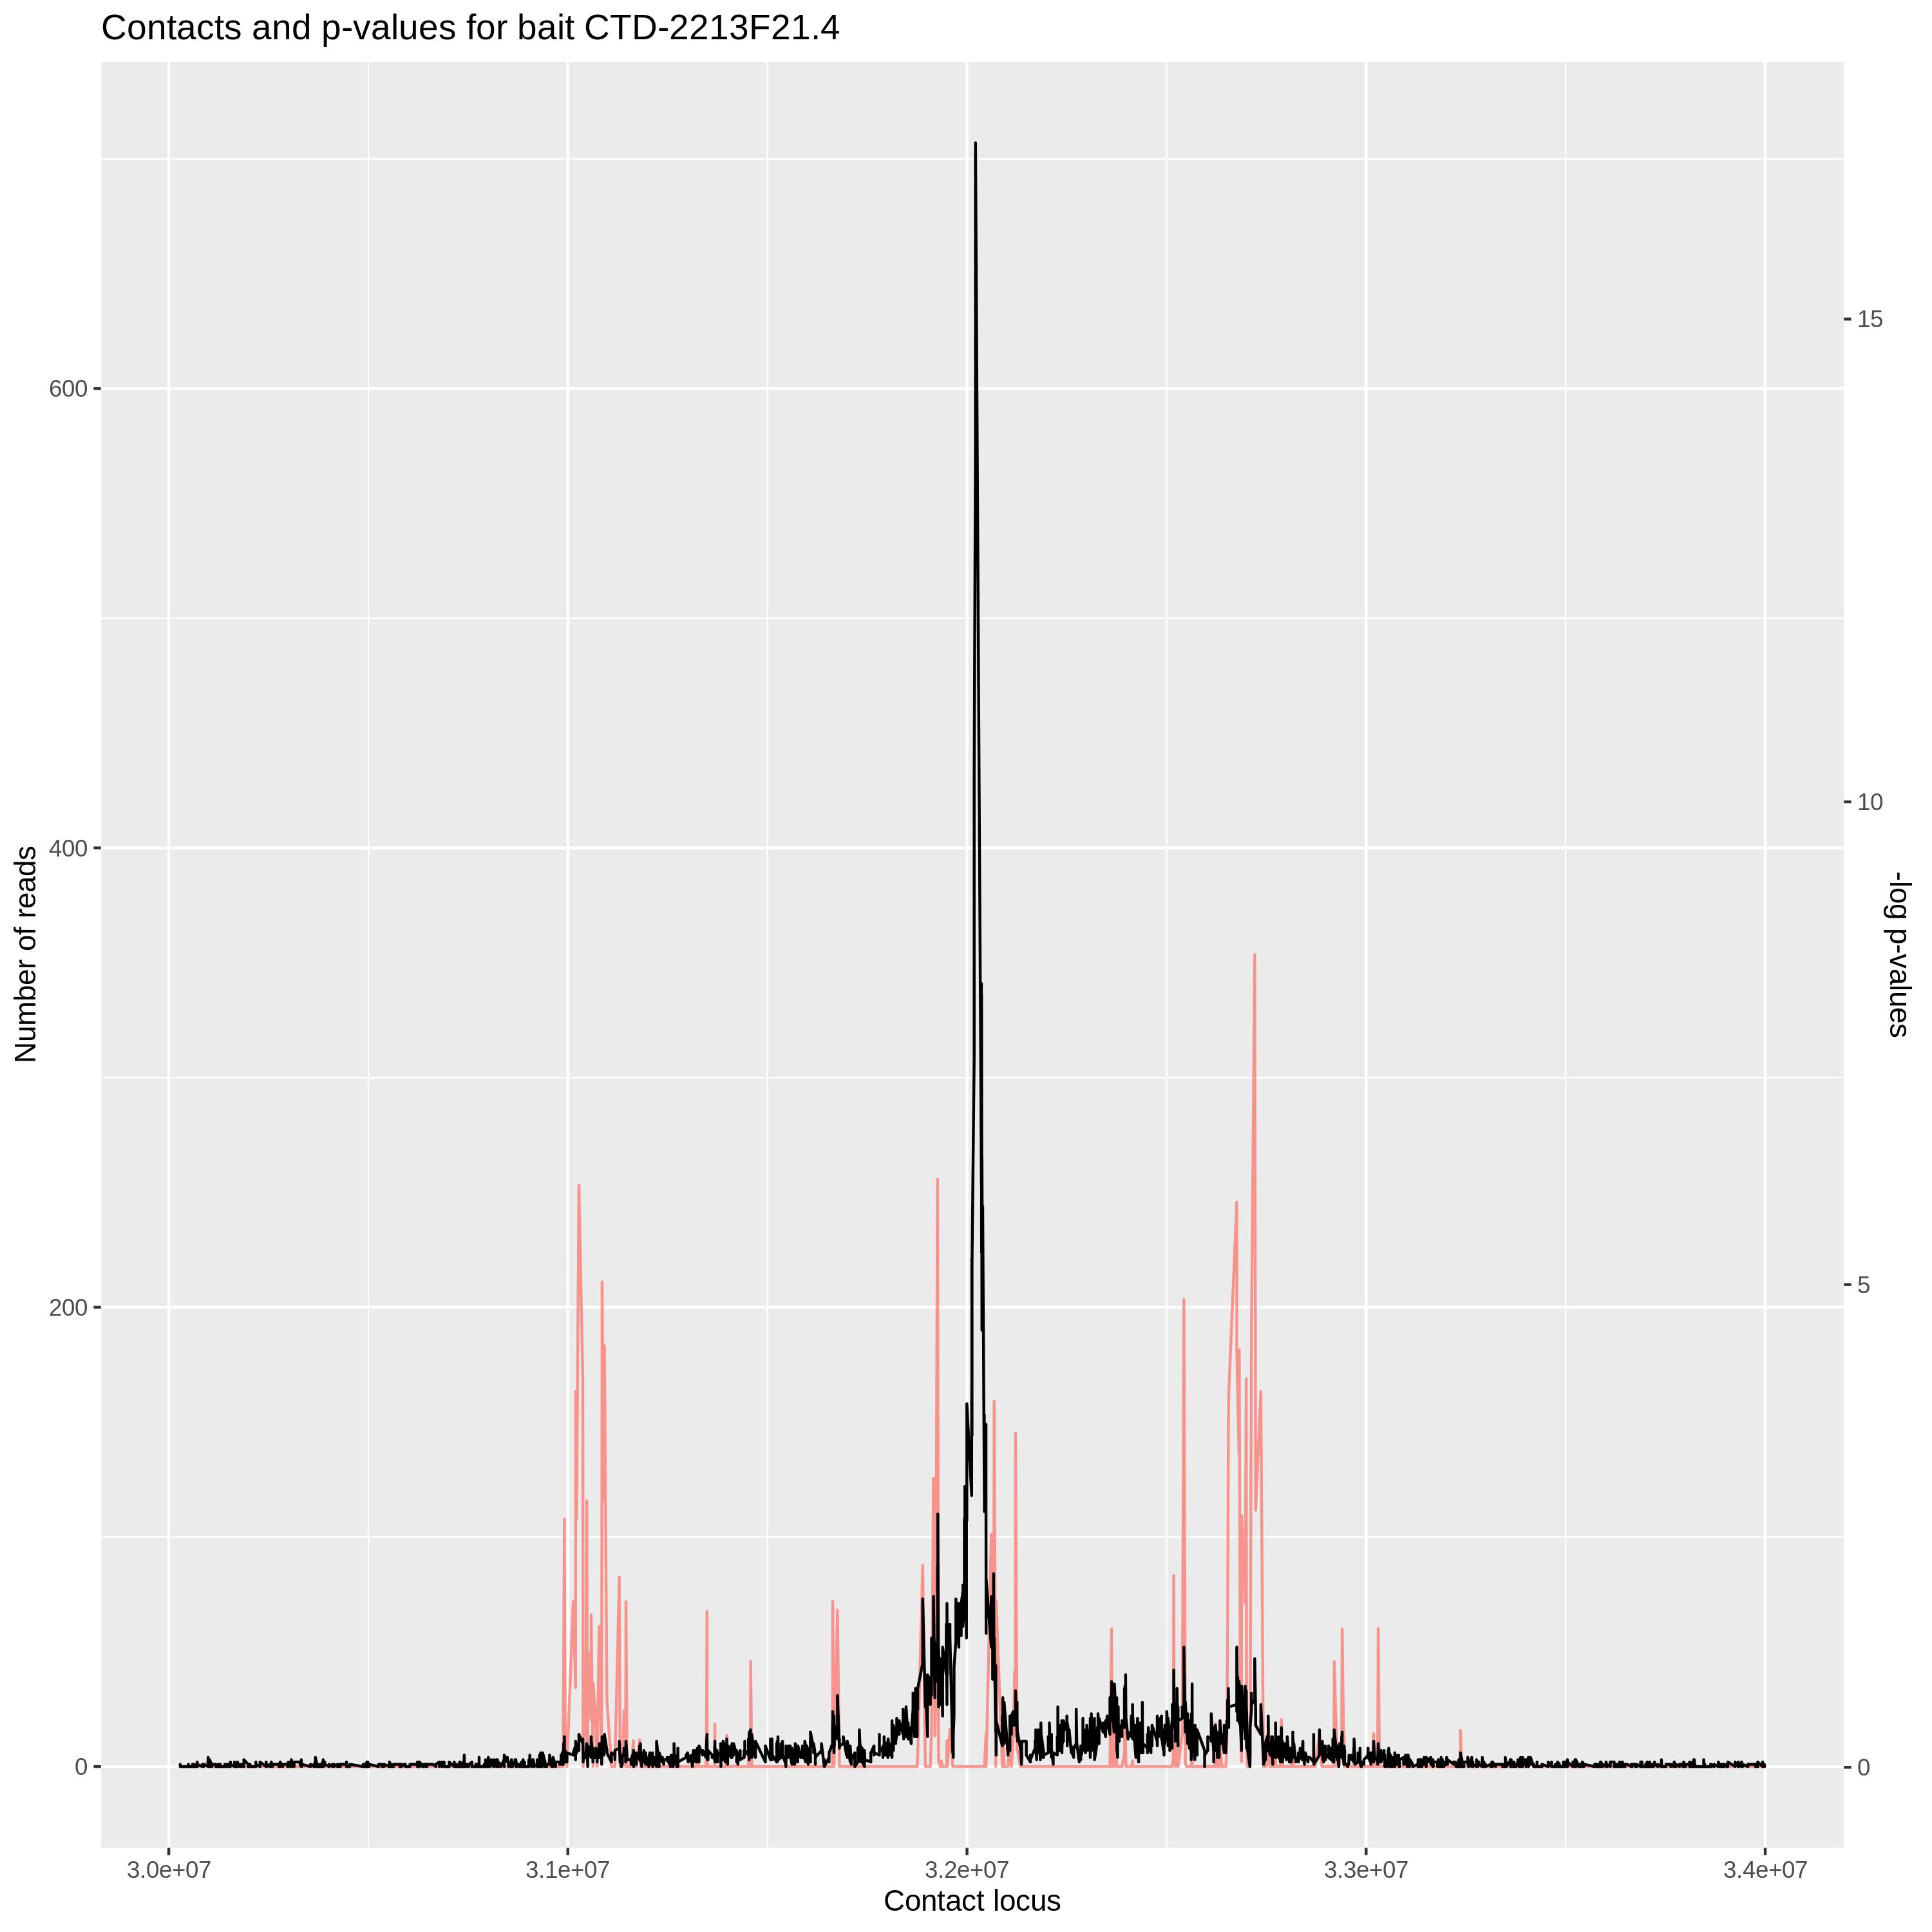 Contacts and p-values for bait CTD-2213F21.4
Number of reads
600
400
200
0
15
10
5
0
-log p-values
3.0e+07
3.1e+07
3.2e+07
3.3e+07
3.4e+07
Contact locus